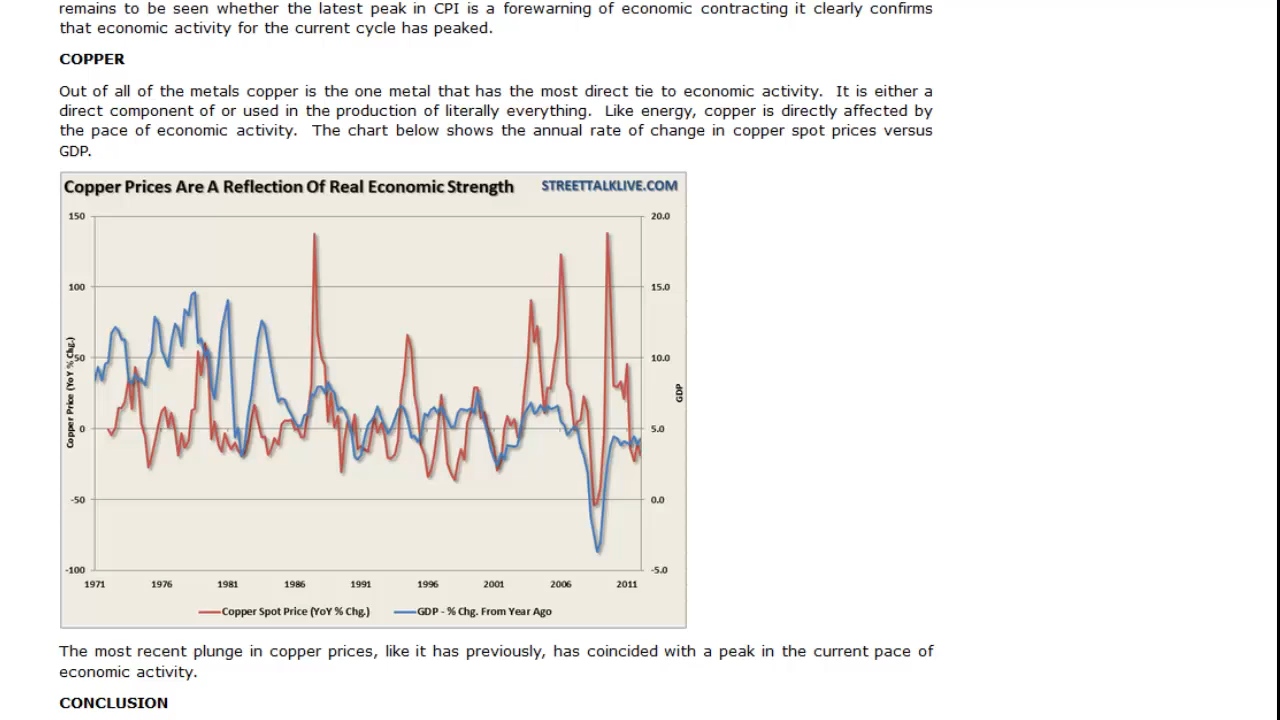 remains to be seen whether the latest peak in CPI is a forewarning of economic contracting it clearly confirms
that economic activity for the current cycle has peaked.
COPPER
Out of all of the metals copper is the one metal that has the most direct tie to economic activity. It is either a
direct component of or used in the production of literally everything. Like energy, copper is directly affected by
the pace of economic activity. The chart below shows the annual rate of change in copper spot prices versus
GDP.
Copper Prices Are A Reflection Of Real Economic Strength
STREETTALKLIVE.COM
150
20.0
100
15.0
50
10.0
0
5.0
-50
0.0
-100
-5.0
Copper Price (YoY % Chg.)
GDP
1971 1976 1981 1986 1991 1996 2001 2006 2011
Copper Spot Price (YoY % Chg.) GDP - % Chg. From Year Ago
The most recent plunge in copper prices, like it has previously, has coincided with a peak in the current pace of
economic activity.
CONCLUSION